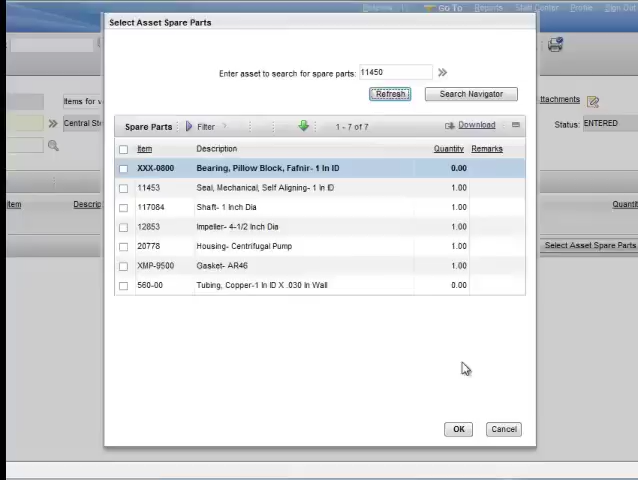 Go To Reports Start Center Profile Sign Out
Select Asset Spare Parts
Enter asset to search for spare parts: 11450
Refresh Search Navigator
Items for
Attachments
Central
Status: ENTERED
Spare Parts Filter 1 - 7 of 7 Download
Item Description Quantity Remarks
XXX-0800 Bearing, Pillow Block, Fafnir- 1 In ID 0.00
11453 Seal, Mechanical, Self Aligning- 1 In ID 1.00
117084 Shaft- 1 Inch Dia 1.00
12853 Impeller- 4-1/2 Inch Dia 1.00
20778 Housing- Centrifugal Pump 1.00
XMP-9500 Gasket- AR46 1.00
560-00 Tubing, Copper-1 In ID X .030 In Wall 0.00
Item Descrip Quantit
Select Asset Spare Parts
OK Cancel